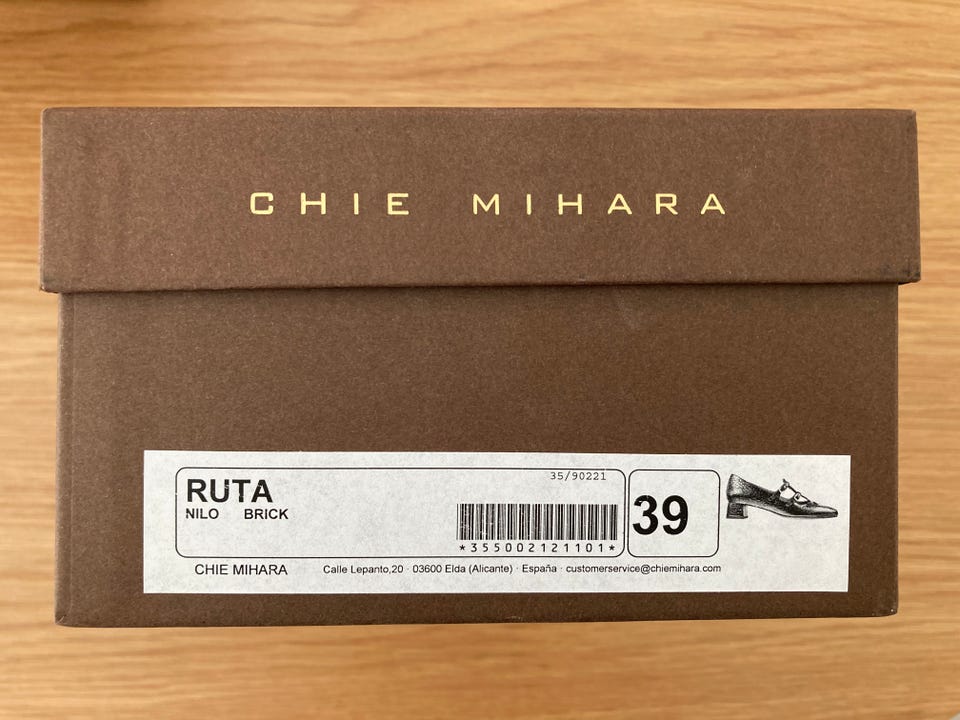 CHIE MIHARA
35/90221
RUTA
NILO BRICK
39
*355002121101*
CHIE MIHARA Calle Lepanto,20 · 03600 Elda (Alicante) · España · customerservice@chiemihara.com